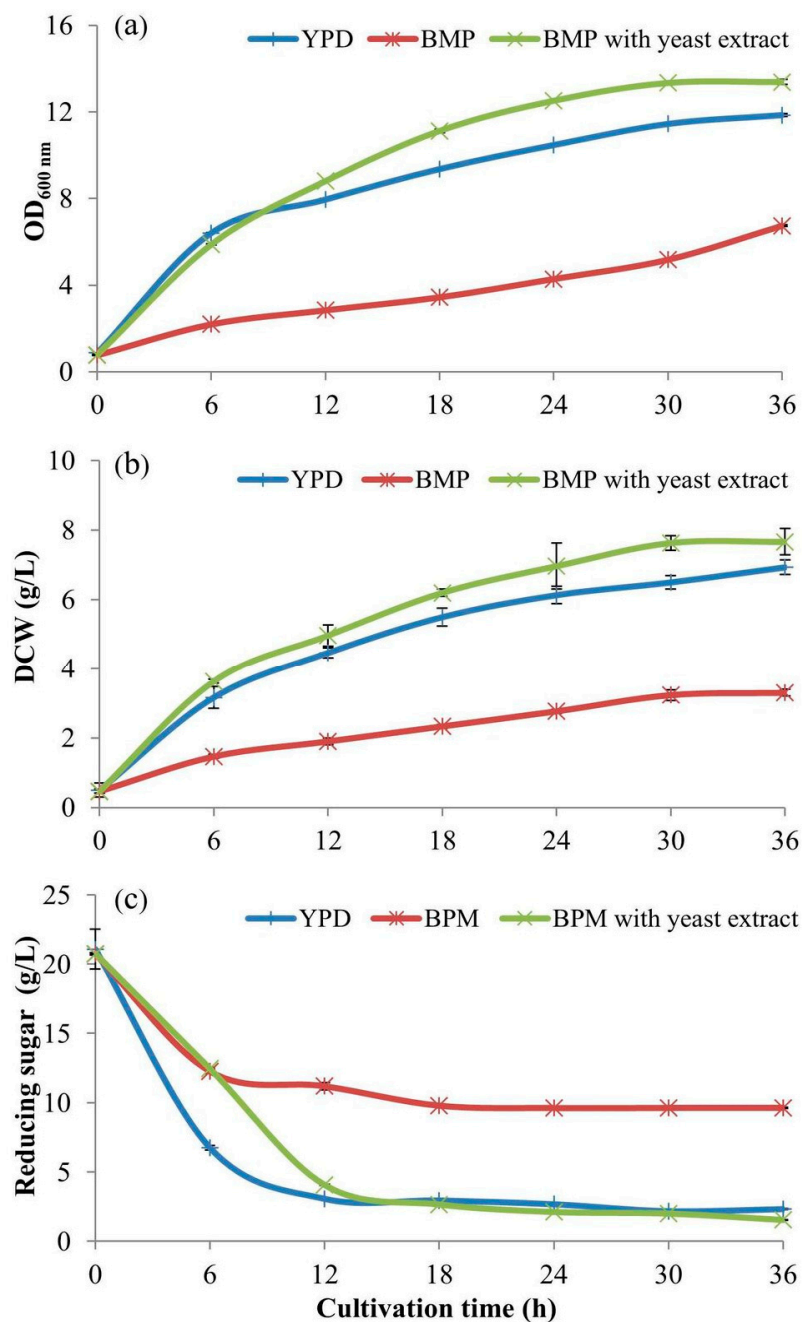 (a) YPD BMP BMP with yeast extract
16
12
8
4
0
OD600 nm
0 6 12 18 24 30 36
(b) YPD BMP BMP with yeast extract
10
8
6
4
2
0
DCW (g/L)
0 6 12 18 24 30 36
(c) YPD BPM BPM with yeast extract
25
20
15
10
5
0
Reducing sugar (g/L)
0 6 12 18 24 30 36
Cultivation time (h)